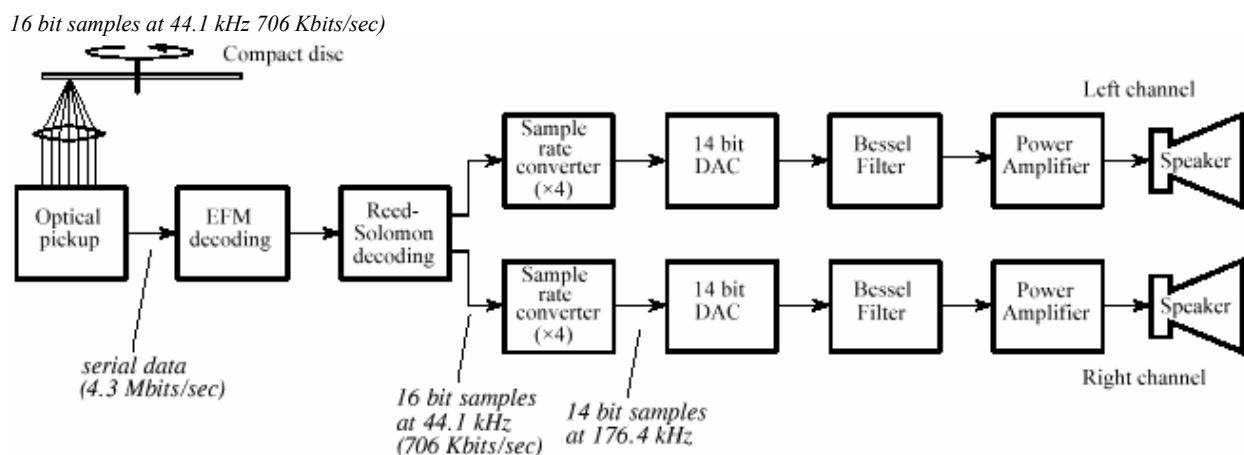 16 bit samples at 44.1 kHz 706 Kbits/sec)
Compact disc
Left channel
Optical
pickup
EFM
decoding
Reed-
Solomon
decoding
Sample
rate
converter
(×4)
14 bit
DAC
Bessel
Filter
Power
Amplifier
Speaker
Sample
rate
converter
(×4)
14 bit
DAC
Bessel
Filter
Power
Amplifier
Speaker
Right channel
serial data
(4.3 Mbits/sec)
16 bit samples
at 44.1 kHz
(706 Kbits/sec)
14 bit samples
at 176.4 kHz